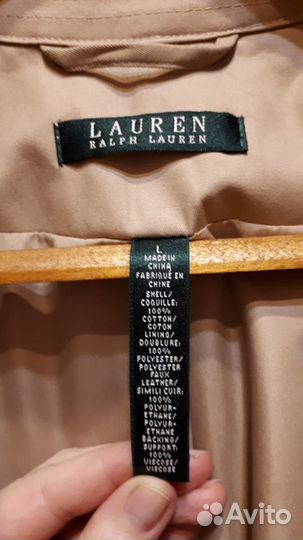 LAUREN
RALPH LAUREN
L
MADE IN
CHINA
FABRIQUÉ EN
CHINE
SHELL/
COQUILLE:
100%
COTTON/
COTON
LINING/
DOUBLURE:
100%
POLYESTER/
POLYESTER
FAUX
LEATHER/
SIMILI CUIR:
100%
POLYUR-
ETHANE/
POLYUR-
ETHANE
BACKING/
SUPPORT:
100%
VISCOSE/
VISCOSE
Avito